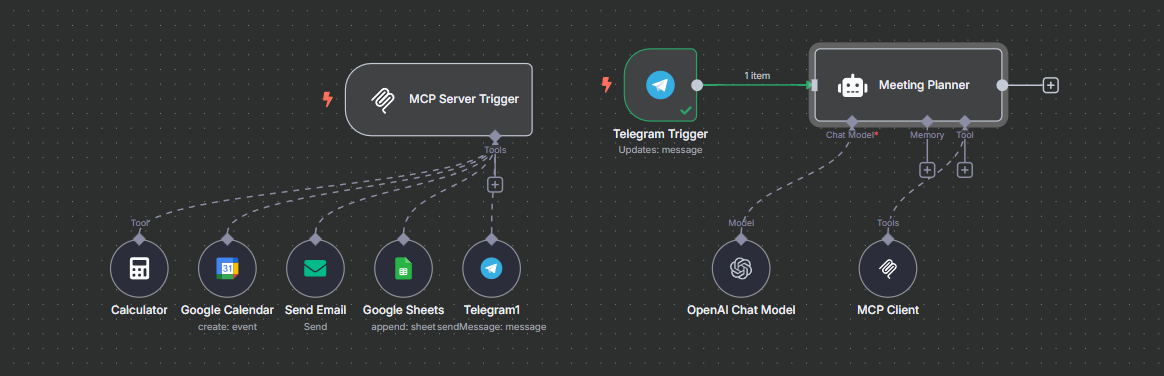 MCP Server Trigger
Tools
Tool
31
Calculator
Google Calendar
create: event
Send Email
Send
Google Sheets
append: sheet
Telegram1
sendMessage: message
Telegram Trigger
Updates: message
1 item
Meeting Planner
Chat Model*
Memory
Tool
Model
Tools
OpenAI Chat Model
MCP Client